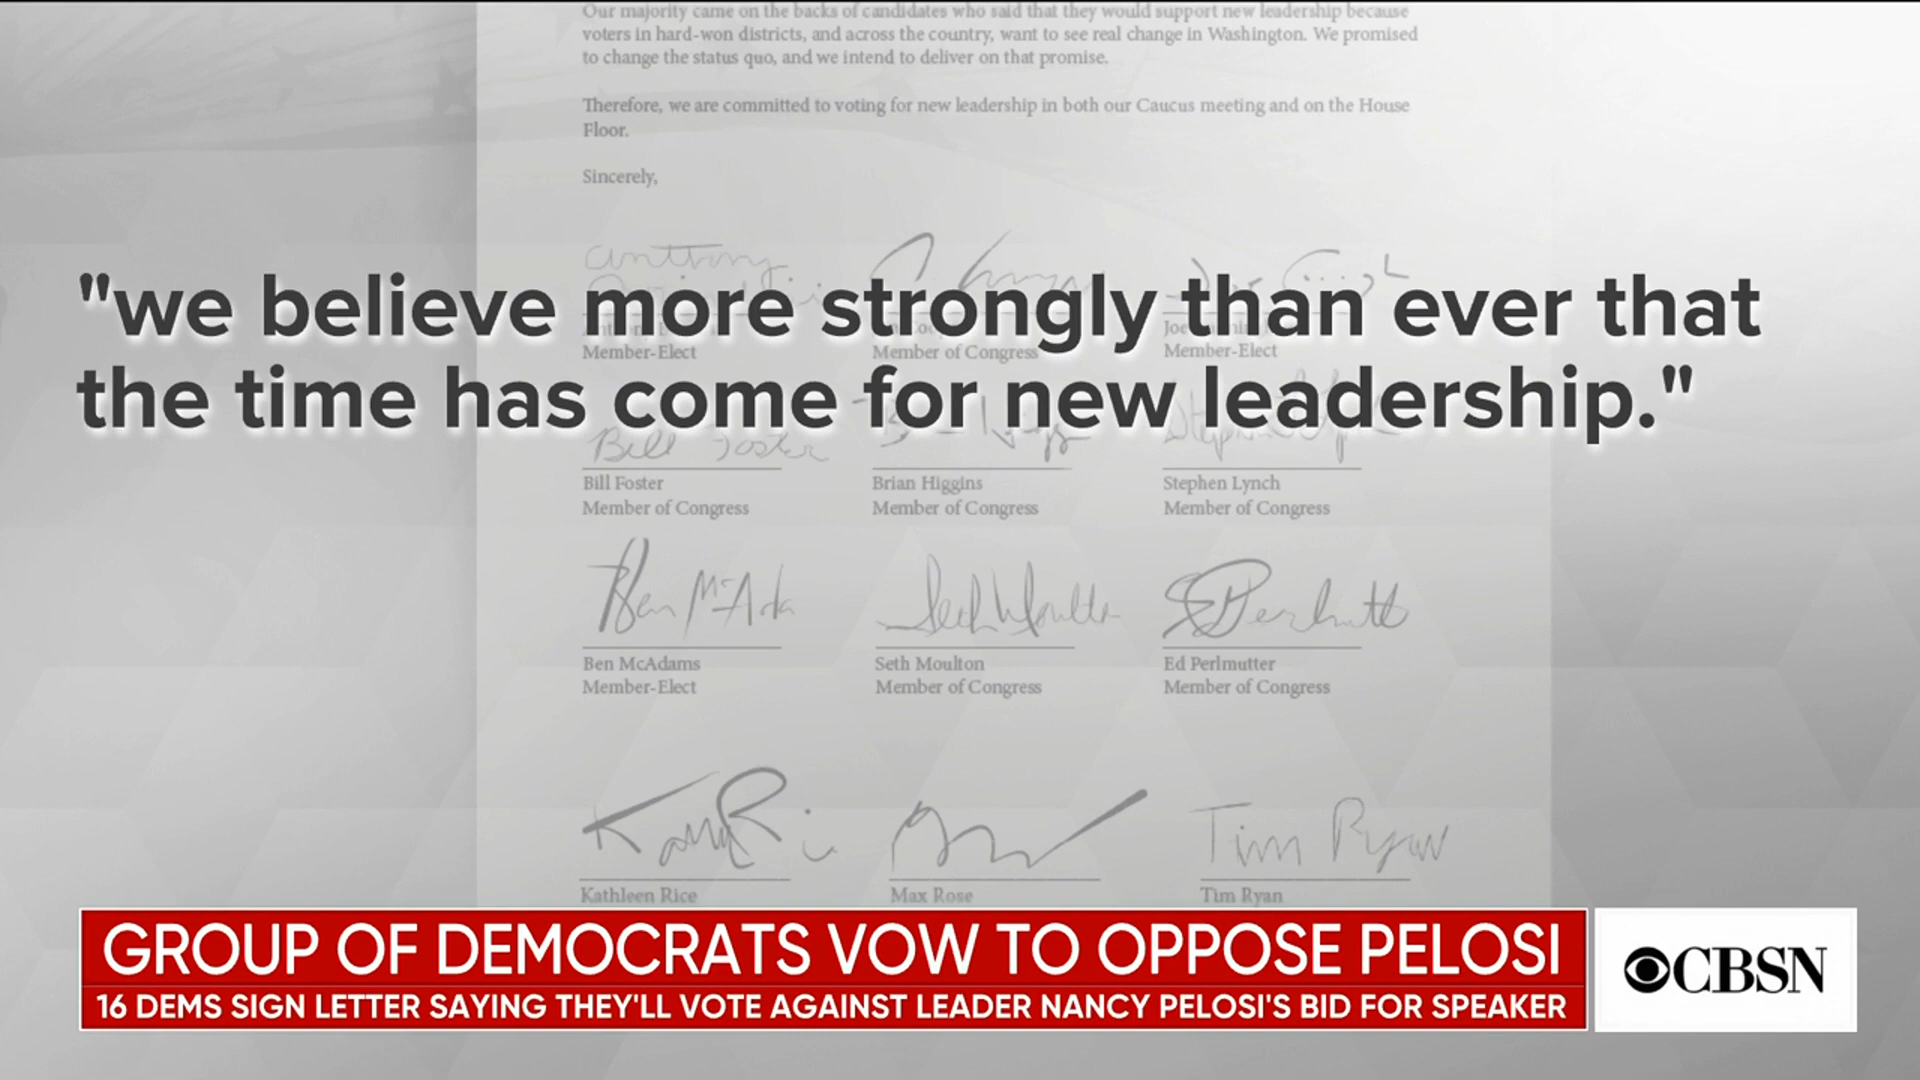 Our majority came on the backs of candidates who said that they would support new leadership because
voters in hard-won districts, and across the country, want to see real change in Washington. We promised
to change the status quo, and we intend to deliver on that promise.
Therefore, we are committed to voting for new leadership in both our Caucus meeting and on the House
Floor.
Sincerely,
"we believe more strongly than ever that
the time has come for new leadership."
Member-Elect Member of Congress Member-Elect
Bill Foster
Bill Foster Brian Higgins Stephen Lynch
Member of Congress Member of Congress Member of Congress
Ben McAdams Seth Moulton Ed Perlmutter
Member-Elect Member of Congress Member of Congress
Tim Ryan
Kathleen Rice Max Rose Tim Ryan
GROUP OF DEMOCRATS VOW TO OPPOSE PELOSI
16 DEMS SIGN LETTER SAYING THEY'LL VOTE AGAINST LEADER NANCY PELOSI'S BID FOR SPEAKER
CBSN